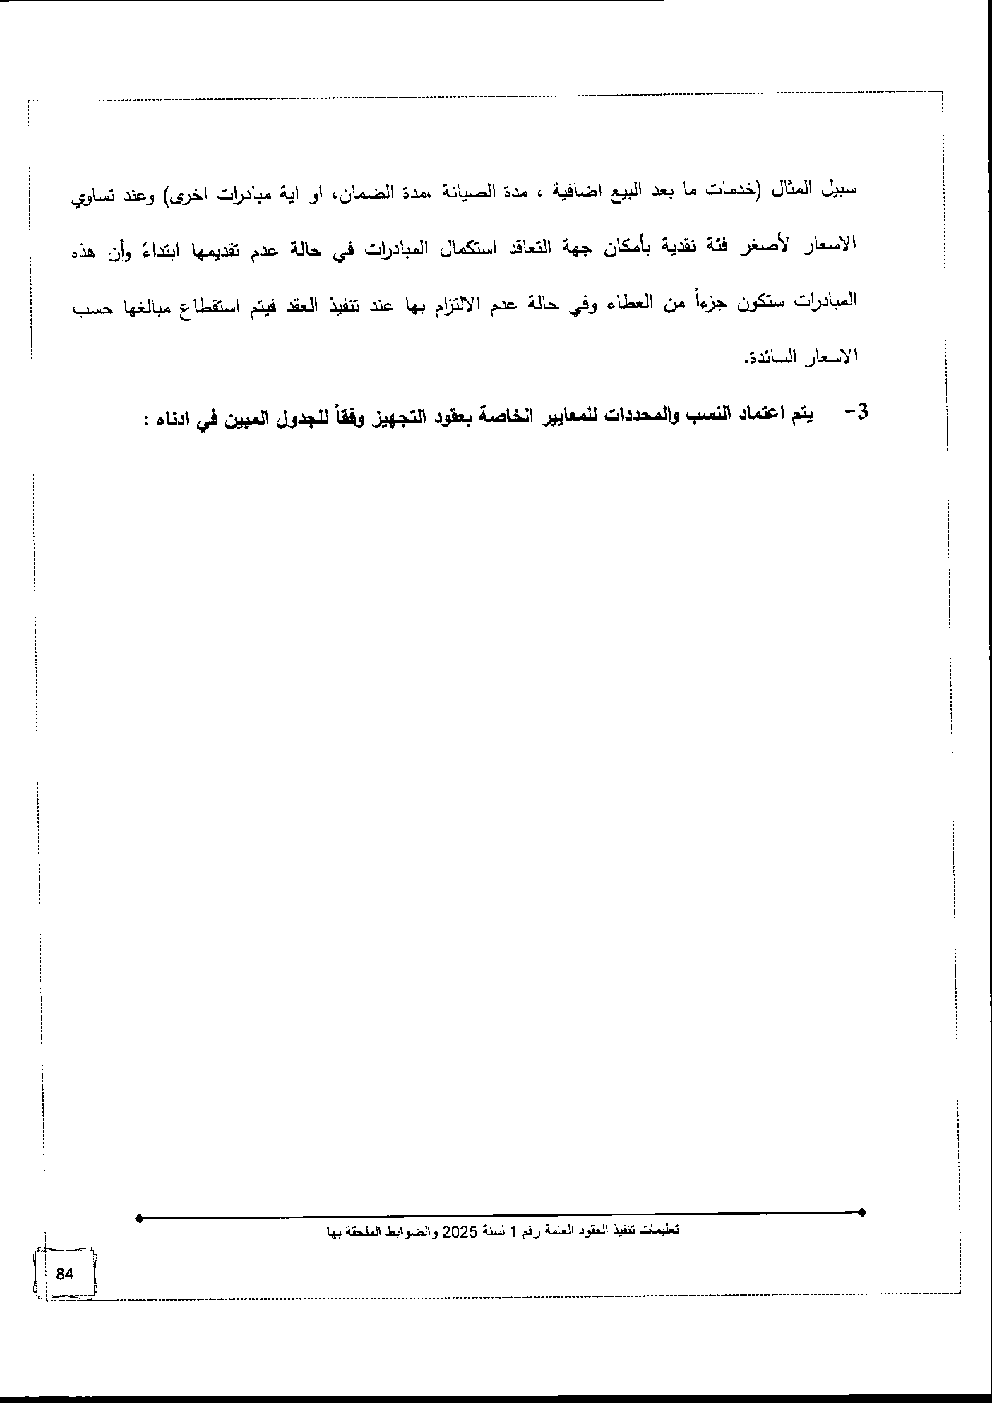 سبيل المثال (خدمات ما بعد البيع اضافية ، مدة الصيانة ،مدة الضمان، او اية مبادرات اخرى) وعند تساوي
الاسعار لأصغر فئة نقدية بأمكان جهة التعاقد استكمال المبادرات في حالة عدم تقديمها ابتداءً وأن هذه
المبادرات ستكون جزءاً من العطاء وفي حالة عدم الالتزام بها عند تنفيذ العقد فيتم استقطاع مبالغها حسب
الاسعار السائدة.
3- يتم اعتماد النسب والمحددات للمعايير الخاصة بعقود التجهيز وفقاً للجدول المبين في ادناه :
تعليمات تنفيذ العقود العامة رقم 1 لسنة 2025 والضوابط الملحقة بها
84